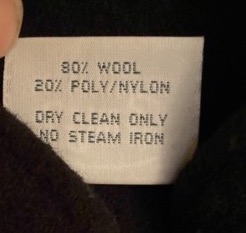 80% WOOL
20% POLY/NYLON
DRY CLEAN ONLY
NO STEAM IRON